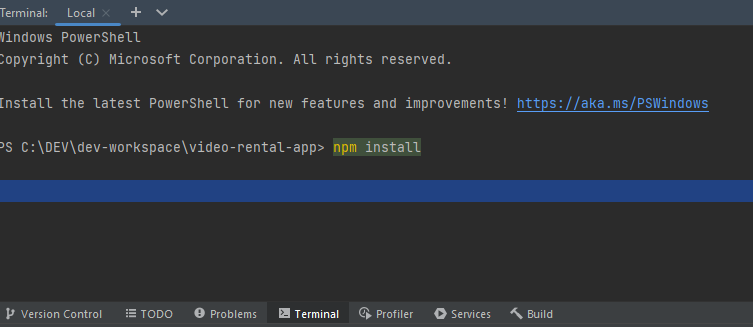 Terminal: Local
Windows PowerShell
Copyright (C) Microsoft Corporation. All rights reserved.
Install the latest PowerShell for new features and improvements! https://aka.ms/PSWindows
PS C:\DEV\dev-workspace\video-rental-app> npm install
Version Control TODO Problems Terminal Profiler Services Build